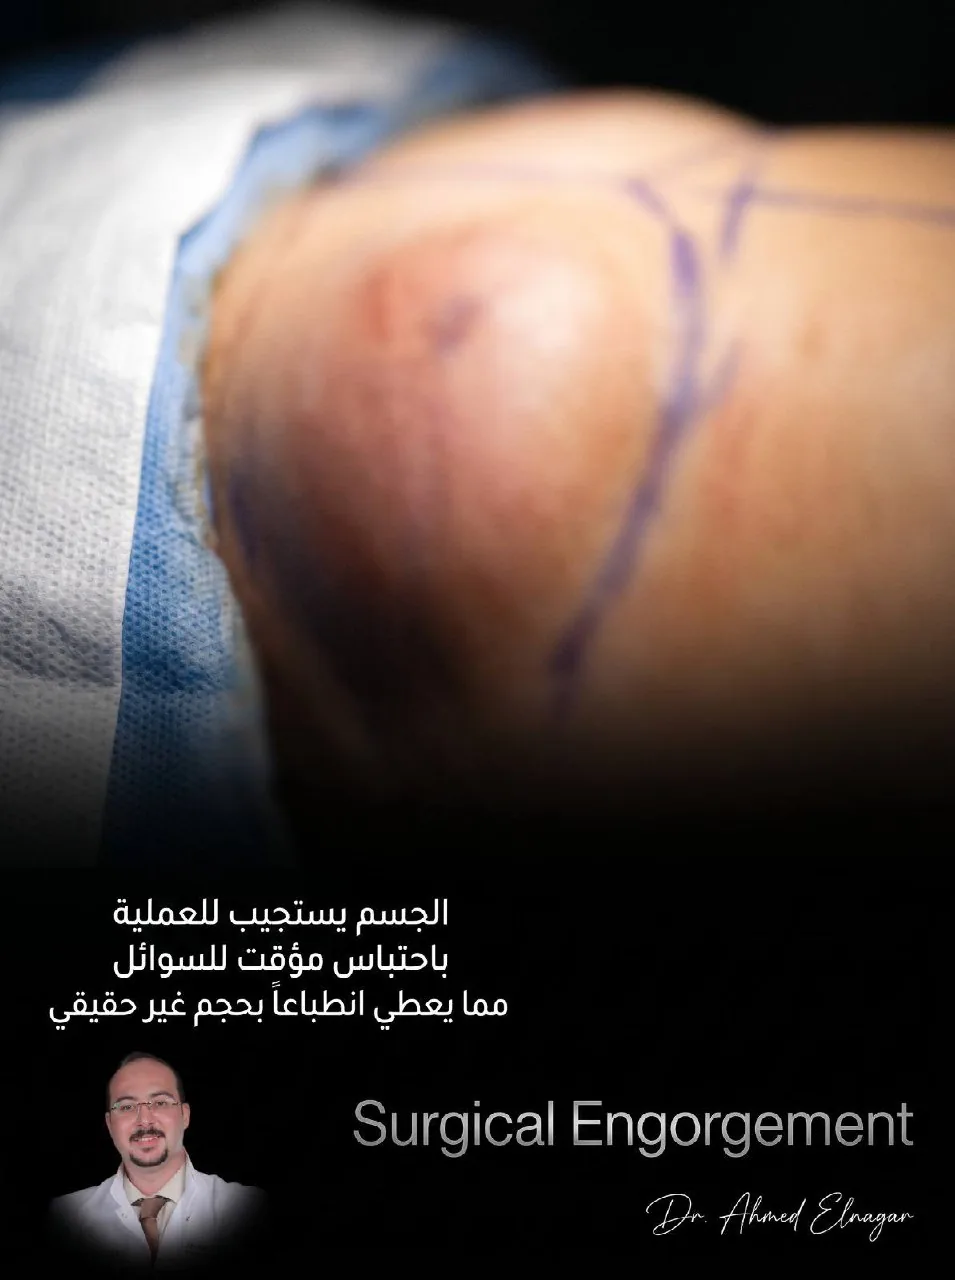 الجسم يستجيب للعملية
باحتباس مؤقت للسوائل
مما يعطي انطباعاً بحجم غير حقيقي
Surgical Engorgement
Dr. Ahmed Elnagar